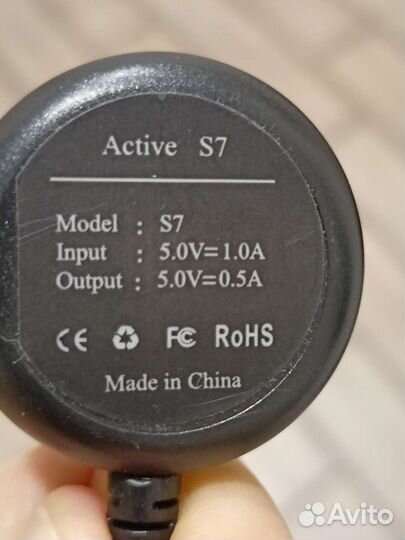 Active S7
Model : S7
Input : 5.0V=1.0A
Output : 5.0V=0.5A
CE FC RoHS
Made in China
Avito